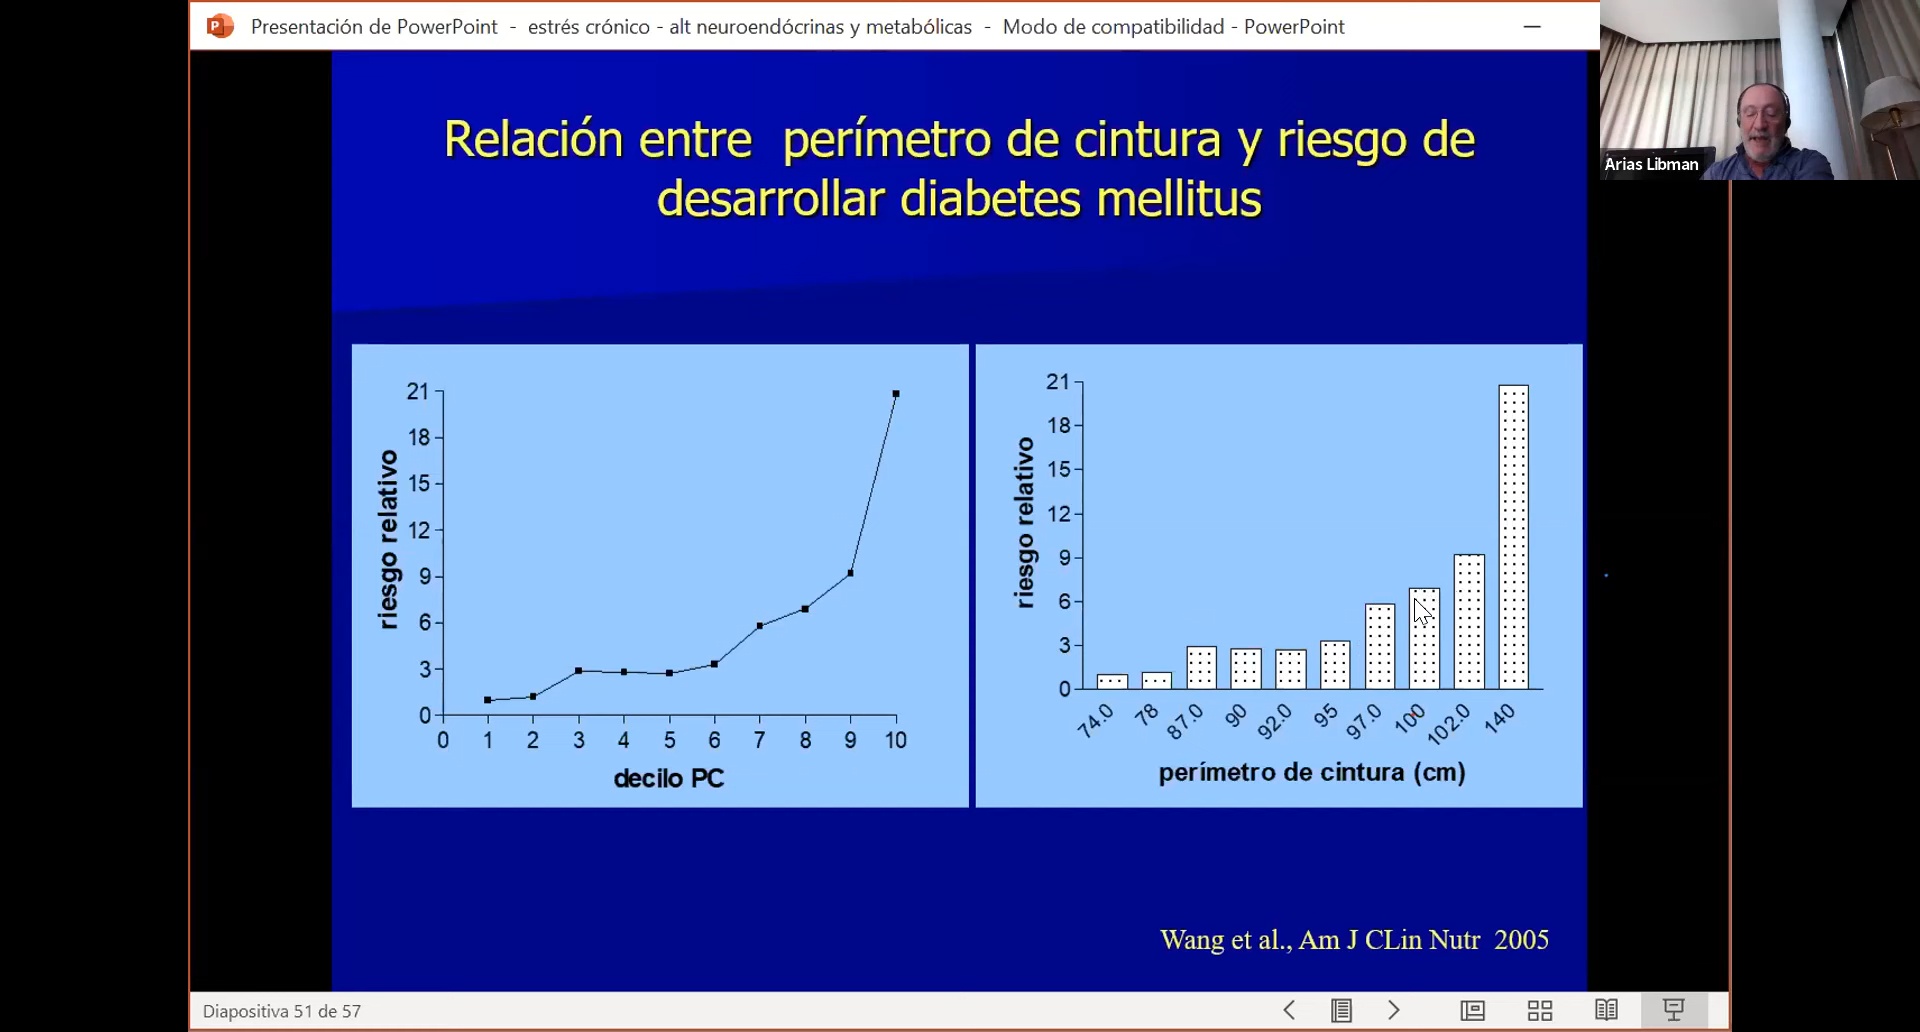 Presentación de PowerPoint - estrés crónico - alt neuroendócrinas y metabólicas - Modo de compatibilidad - PowerPoint
Arias Libman
Relación entre perímetro de cintura y riesgo de
desarrollar diabetes mellitus
riesgo relativo
21
18
15
12
9
6
3
0
0 1 2 3 4 5 6 7 8 9 10
decilo PC
riesgo relativo
21
18
15
12
9
6
3
0
74.0 78 87.0 90 92.0 95 97.0 100 102.0 140
perímetro de cintura (cm)
Wang et al., Am J CLin Nutr 2005
Diapositiva 51 de 57